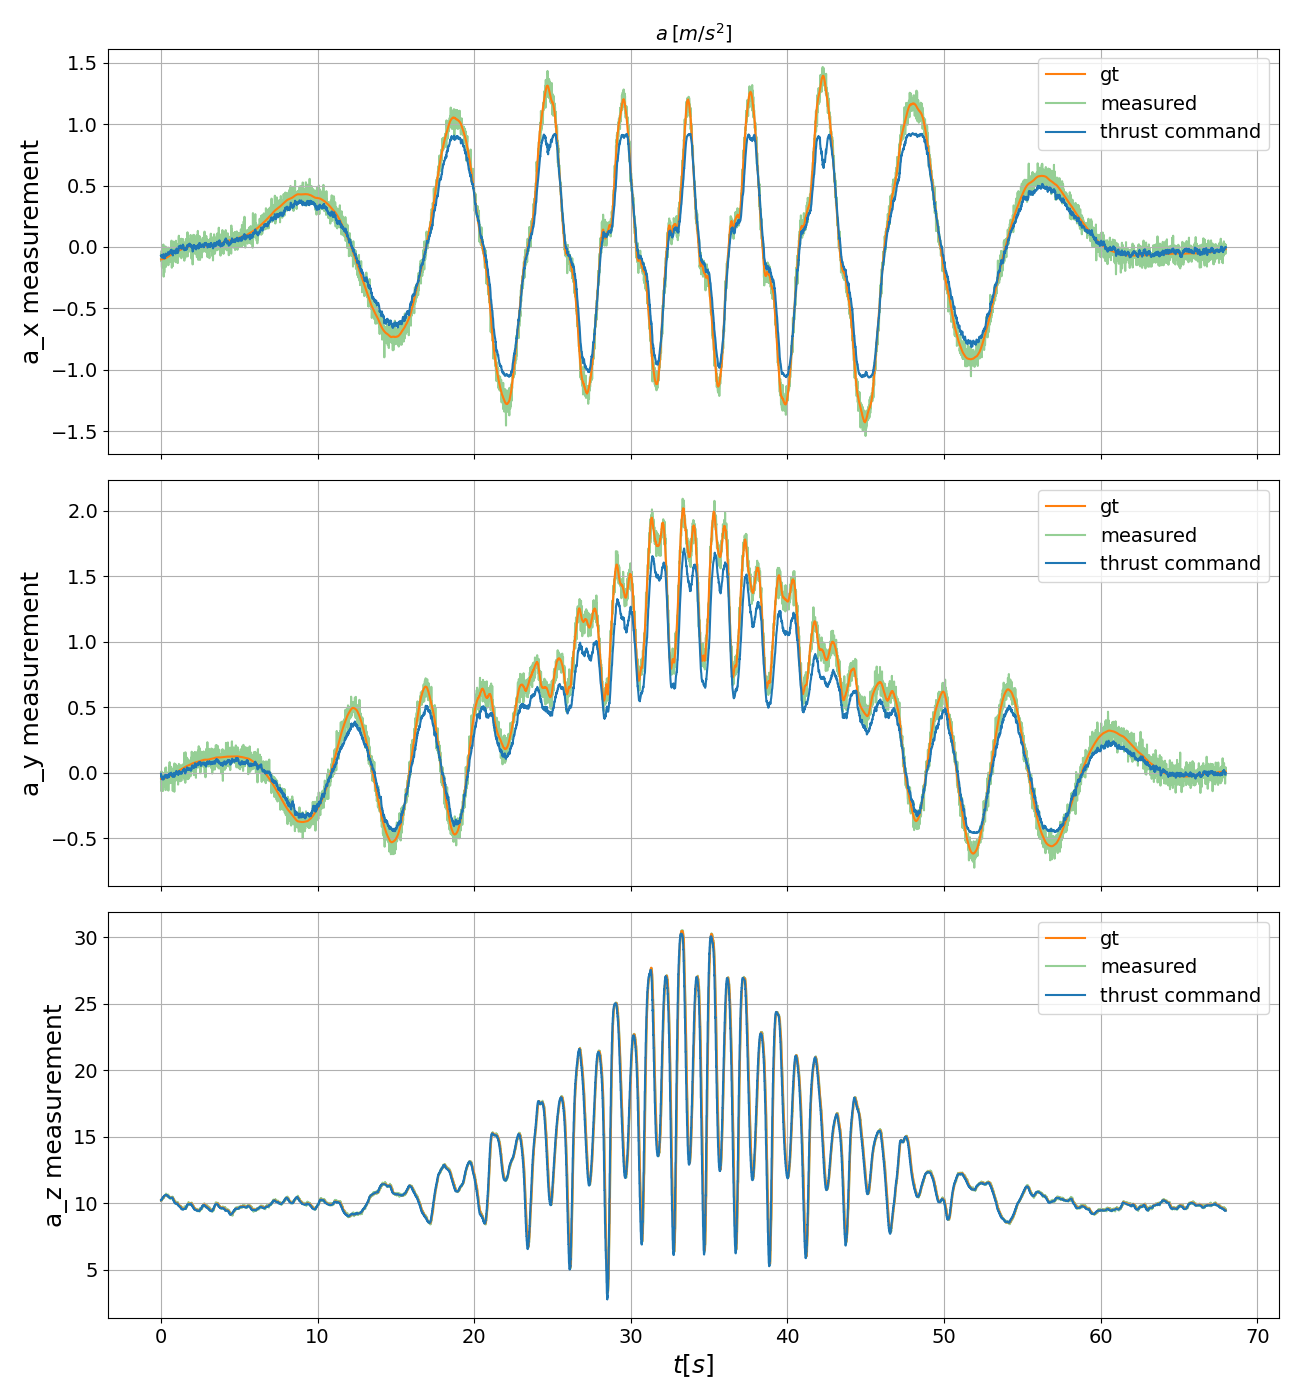 a [m/s²]
1.5
1.0
0.5
0.0
−0.5
−1.0
−1.5
a_x measurement
gt
measured
thrust command
2.0
1.5
1.0
0.5
0.0
−0.5
a_y measurement
gt
measured
thrust command
30
25
20
15
10
5
a_z measurement
gt
measured
thrust command
0 10 20 30 40 50 60 70
t[s]